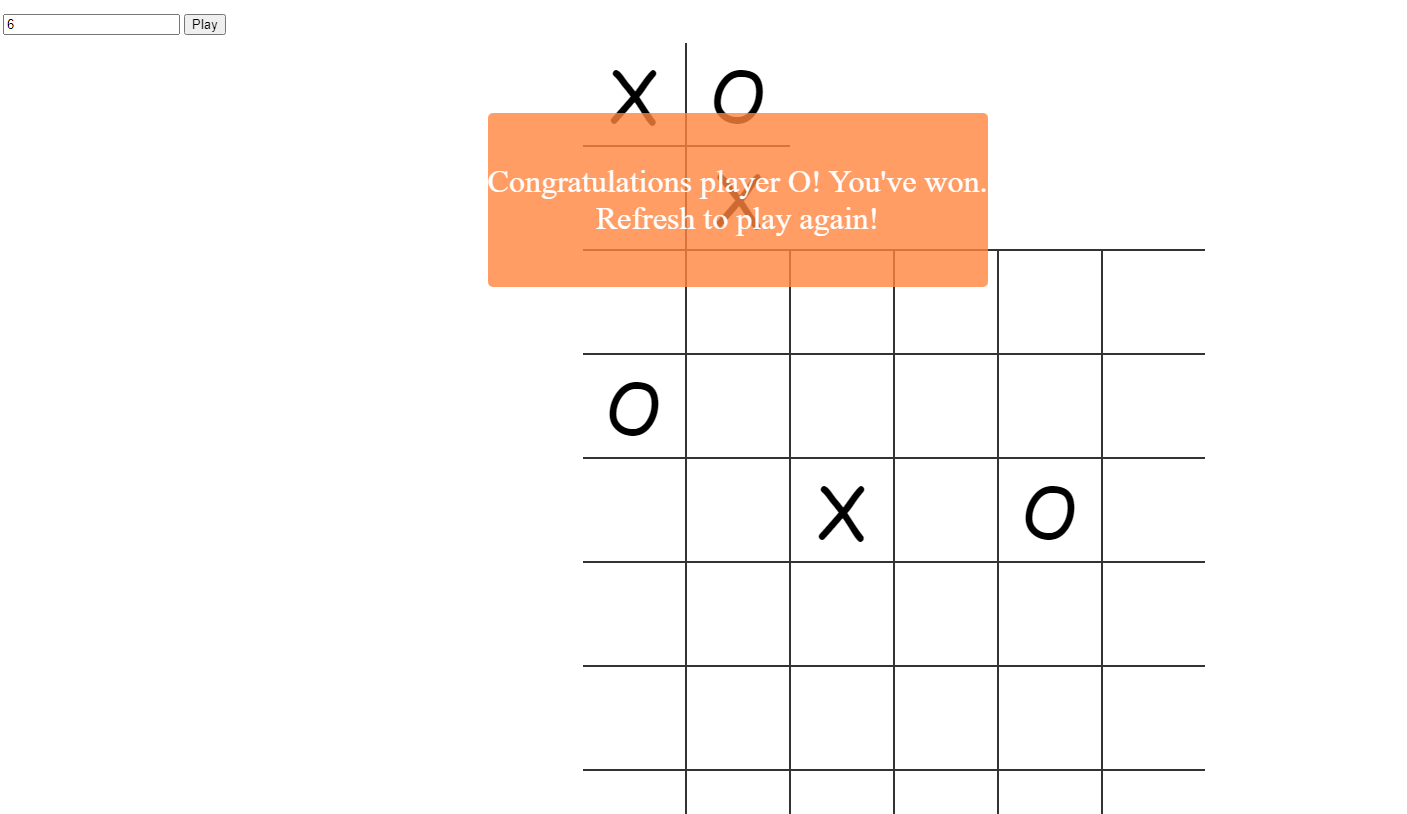 6 Play
X O
Congratulations player O! You've won.
X
Refresh to play again!
O
X O